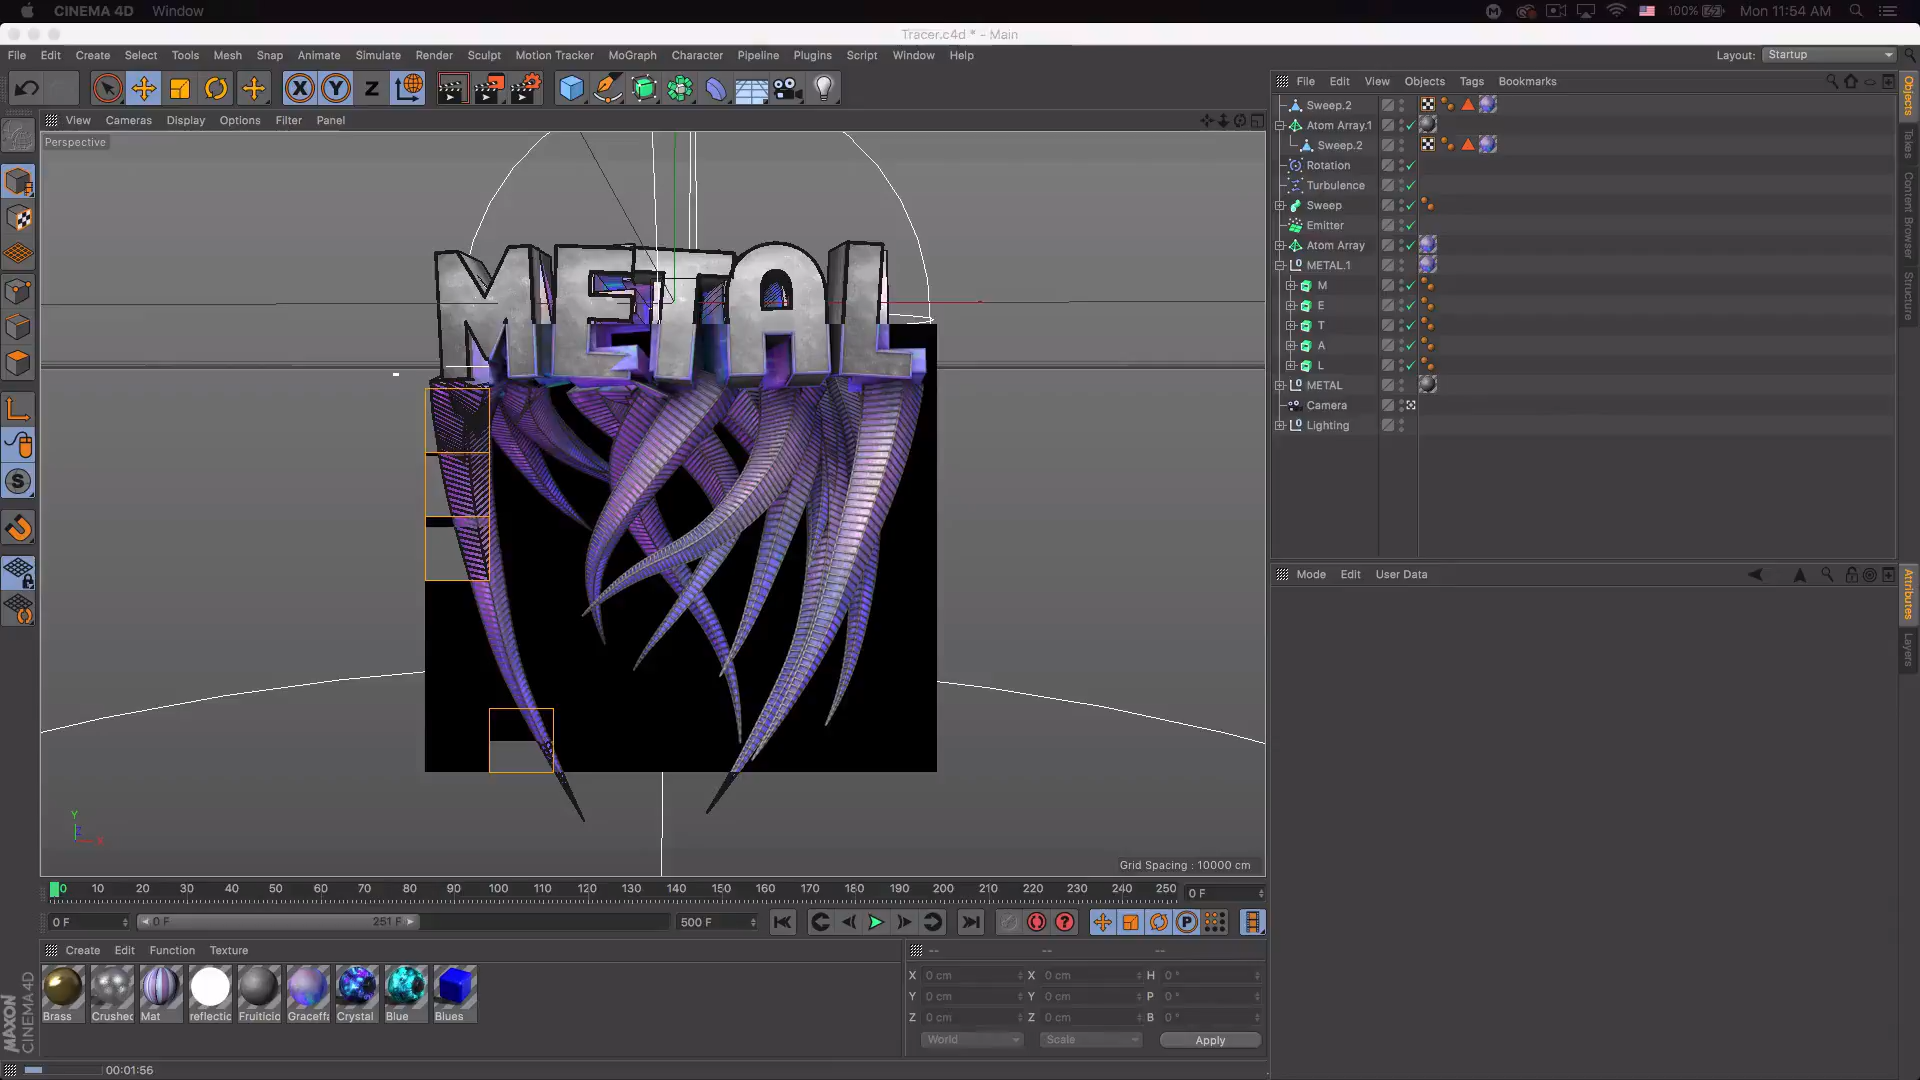 CINEMA 4D Window 100% Mon 11:54 AM
Tracer.c4d * - Main
File Edit Create Select Tools Mesh Snap Animate Simulate Render Sculpt Motion Tracker MoGraph Character Pipeline Plugins Script Window Help Layout: Startup
X Y Z
File Edit View Objects Tags Bookmarks
View Cameras Display Options Filter Panel
Perspective
Sweep.2
Atom Array.1
Sweep.2
Rotation
Turbulence
Sweep
Emitter
Atom Array
METAL.1
M
E
T
A
L
METAL
Camera
Lighting
METAL
Objects
Takes
Content Browser
Structure
Mode Edit User Data
Attributes
Layers
Y
X
Grid Spacing : 10000 cm
0 10 20 30 40 50 60 70 80 90 100 110 120 130 140 150 160 170 180 190 200 210 220 230 240 250 0 F
0 F 0 F 251 F 500 F
Create Edit Function Texture
-- -- --
Brass Crushed Mat reflectic Fruiticio Graceffa Crystal Blue Blues
X 0 cm X 0 cm H 0 °
Y 0 cm Y 0 cm P 0 °
Z 0 cm Z 0 cm B 0 °
World Scale Apply
MAXON
CINEMA 4D
00:01:56